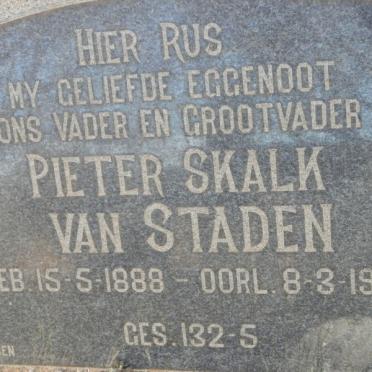 HIER RUS
MY GELIEFDE EGGENOOT
ONS VADER EN GROOTVADER
PIETER SKALK
VAN STADEN
EB. 15-5-1888 - OORL. 8-3-19
GES. 132-5